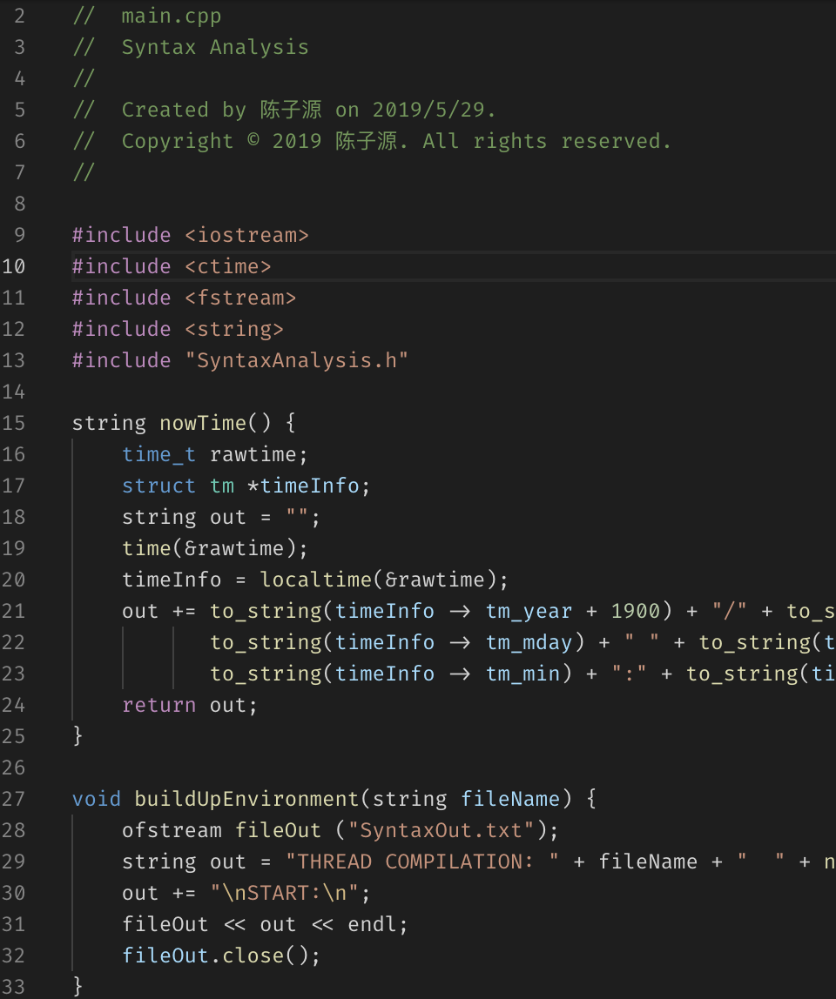 2 // main.cpp
3 // Syntax Analysis
4 //
5 // Created by 陈子源 on 2019/5/29.
6 // Copyright © 2019 陈子源. All rights reserved.
7 //
8
9 #include <iostream>
10 #include <ctime>
11 #include <fstream>
12 #include <string>
13 #include "SyntaxAnalysis.h"
14
15 string nowTime() {
16 time_t rawtime;
17 struct tm *timeInfo;
18 string out = "";
19 time(&rawtime);
20 timeInfo = localtime(&rawtime);
21 out += to_string(timeInfo -> tm_year + 1900) + "/" + to_s
22 to_string(timeInfo -> tm_mday) + " " + to_string(t
23 to_string(timeInfo -> tm_min) + ":" + to_string(ti
24 return out;
25 }
26
27 void buildUpEnvironment(string fileName) {
28 ofstream fileOut ("SyntaxOut.txt");
29 string out = "THREAD COMPILATION: " + fileName + "  " + n
30 out += "\nSTART:\n";
31 fileOut << out << endl;
32 fileOut.close();
33 }